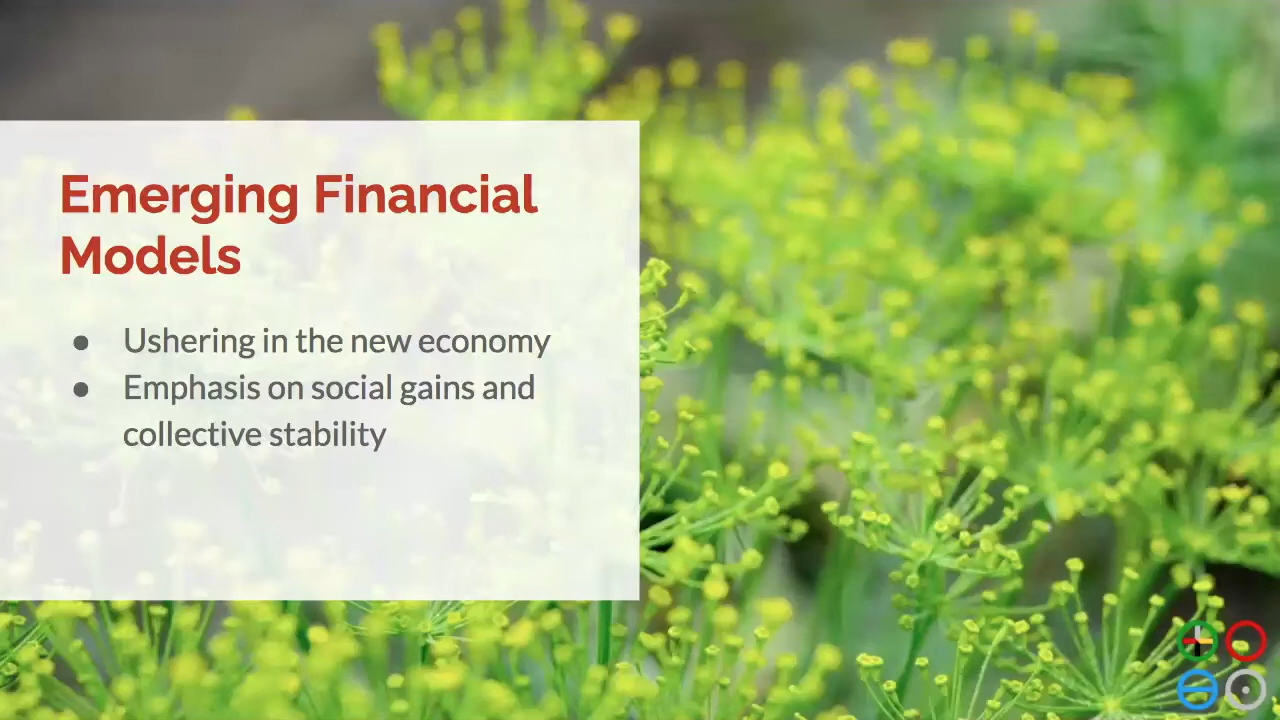 Emerging Financial
Models
● Ushering in the new economy
● Emphasis on social gains and
collective stability